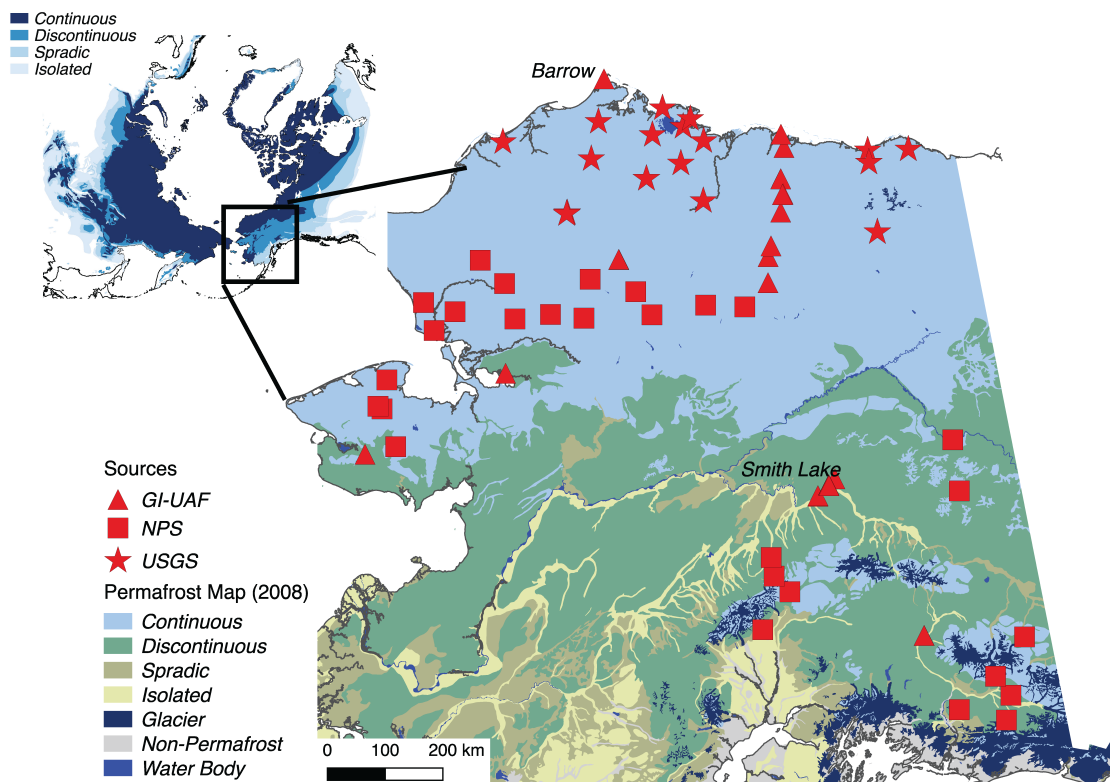 Continuous
Discontinuous
Spradic
Isolated
Barrow
Smith Lake
Sources
GI-UAF
NPS
USGS
Permafrost Map (2008)
Continuous
Discontinuous
Spradic
Isolated
Glacier
Non-Permafrost
Water Body
0 100 200 km